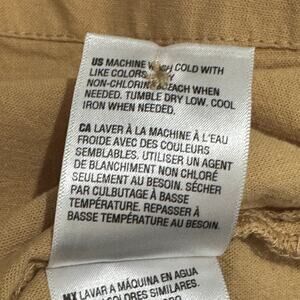 US MACHINE WASH COLD WITH
LIKE COLORS. ONLY
NON-CHLORINE BLEACH WHEN
NEEDED. TUMBLE DRY LOW. COOL
IRON WHEN NEEDED.
CA LAVER À LA MACHINE À L'EAU
FROIDE AVEC DES COULEURS
SEMBLABLES. UTILISER UN AGENT
DE BLANCHIMENT NON CHLORÉ
SEULEMENT AU BESOIN. SÉCHER
PAR CULBUTAGE À BASSE
TEMPÉRATURE. REPASSER À
BASSE TEMPÉRATURE AU BESOIN.
MX LAVAR A MÁQUINA EN AGUA
COLORES SIMILARES.